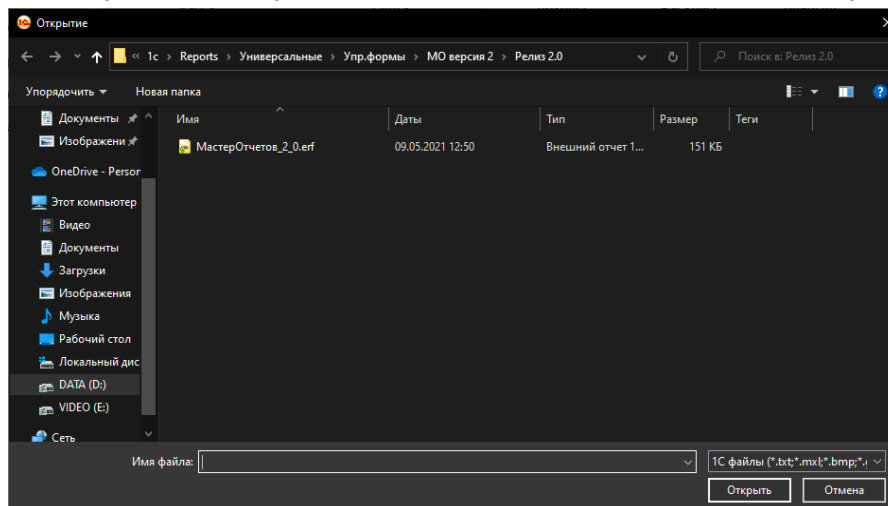 Открытие
« 1c › Reports › Универсальные › Упр.формы › МО версия 2 › Релиз 2.0
Поиск в: Релиз 2.0
Упорядочить
Новая папка
Имя Даты Тип Размер Теги
МастерОтчетов_2_0.erf 09.05.2021 12:50 Внешний отчет 1... 151 КБ
Документы
Изображени
OneDrive - Person
Этот компьютер
Видео
Документы
Загрузки
Изображения
Музыка
Рабочий стол
Локальный дис
DATA (D:)
VIDEO (E:)
Сеть
Имя файла:
1С файлы (*.txt;*.mxl;*.bmp;*.
Открыть Отмена